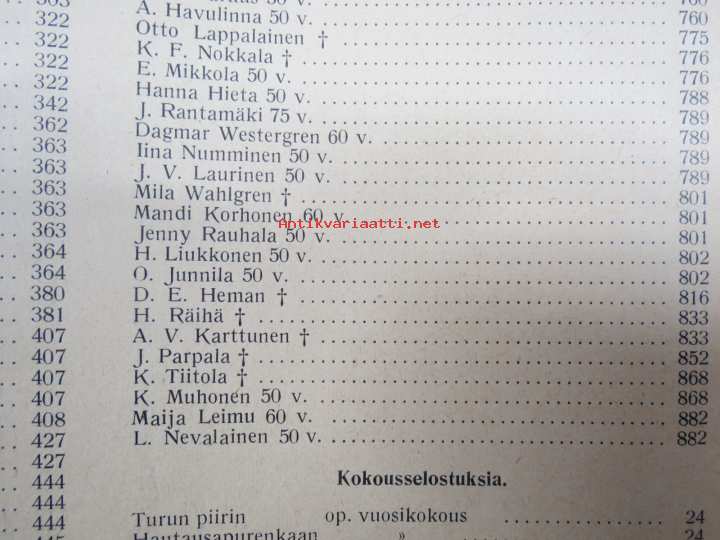 322
322
322
322
342
362
363
363
363
363
363
364
364
380
381
407
407
407
407
408
427
427
444
444
444
445
50 v. 760
A. Havulinna 50 v. 760
Otto Lappalainen † 775
K. F. Nokkala † 776
E. Mikkola 50 v. 776
Hanna Hieta 50 v. 788
J. Rantamäki 75 v. 789
Dagmar Westergren 60 v. 789
Iina Numminen 50 v. 789
J. V. Laurinen 50 v. 789
Mila Wahlgren † 801
Mandi Korhonen 60 v. 801
Antikvariaatti.net
Jenny Rauhala 50 v. 801
H. Liukkonen 50 v. 802
O. Junnila 50 v. 802
D. E. Heman † 816
H. Räihä † 833
A. V. Karttunen † 833
J. Parpala † 852
K. Tiitola † 868
K. Muhonen 50 v. 868
Maija Leimu 60 v. 882
L. Nevalainen 50 v. 882
Kokousselostuksia.
Turun piirin op. vuosikokous 24
Hautausapurenkaan » 24